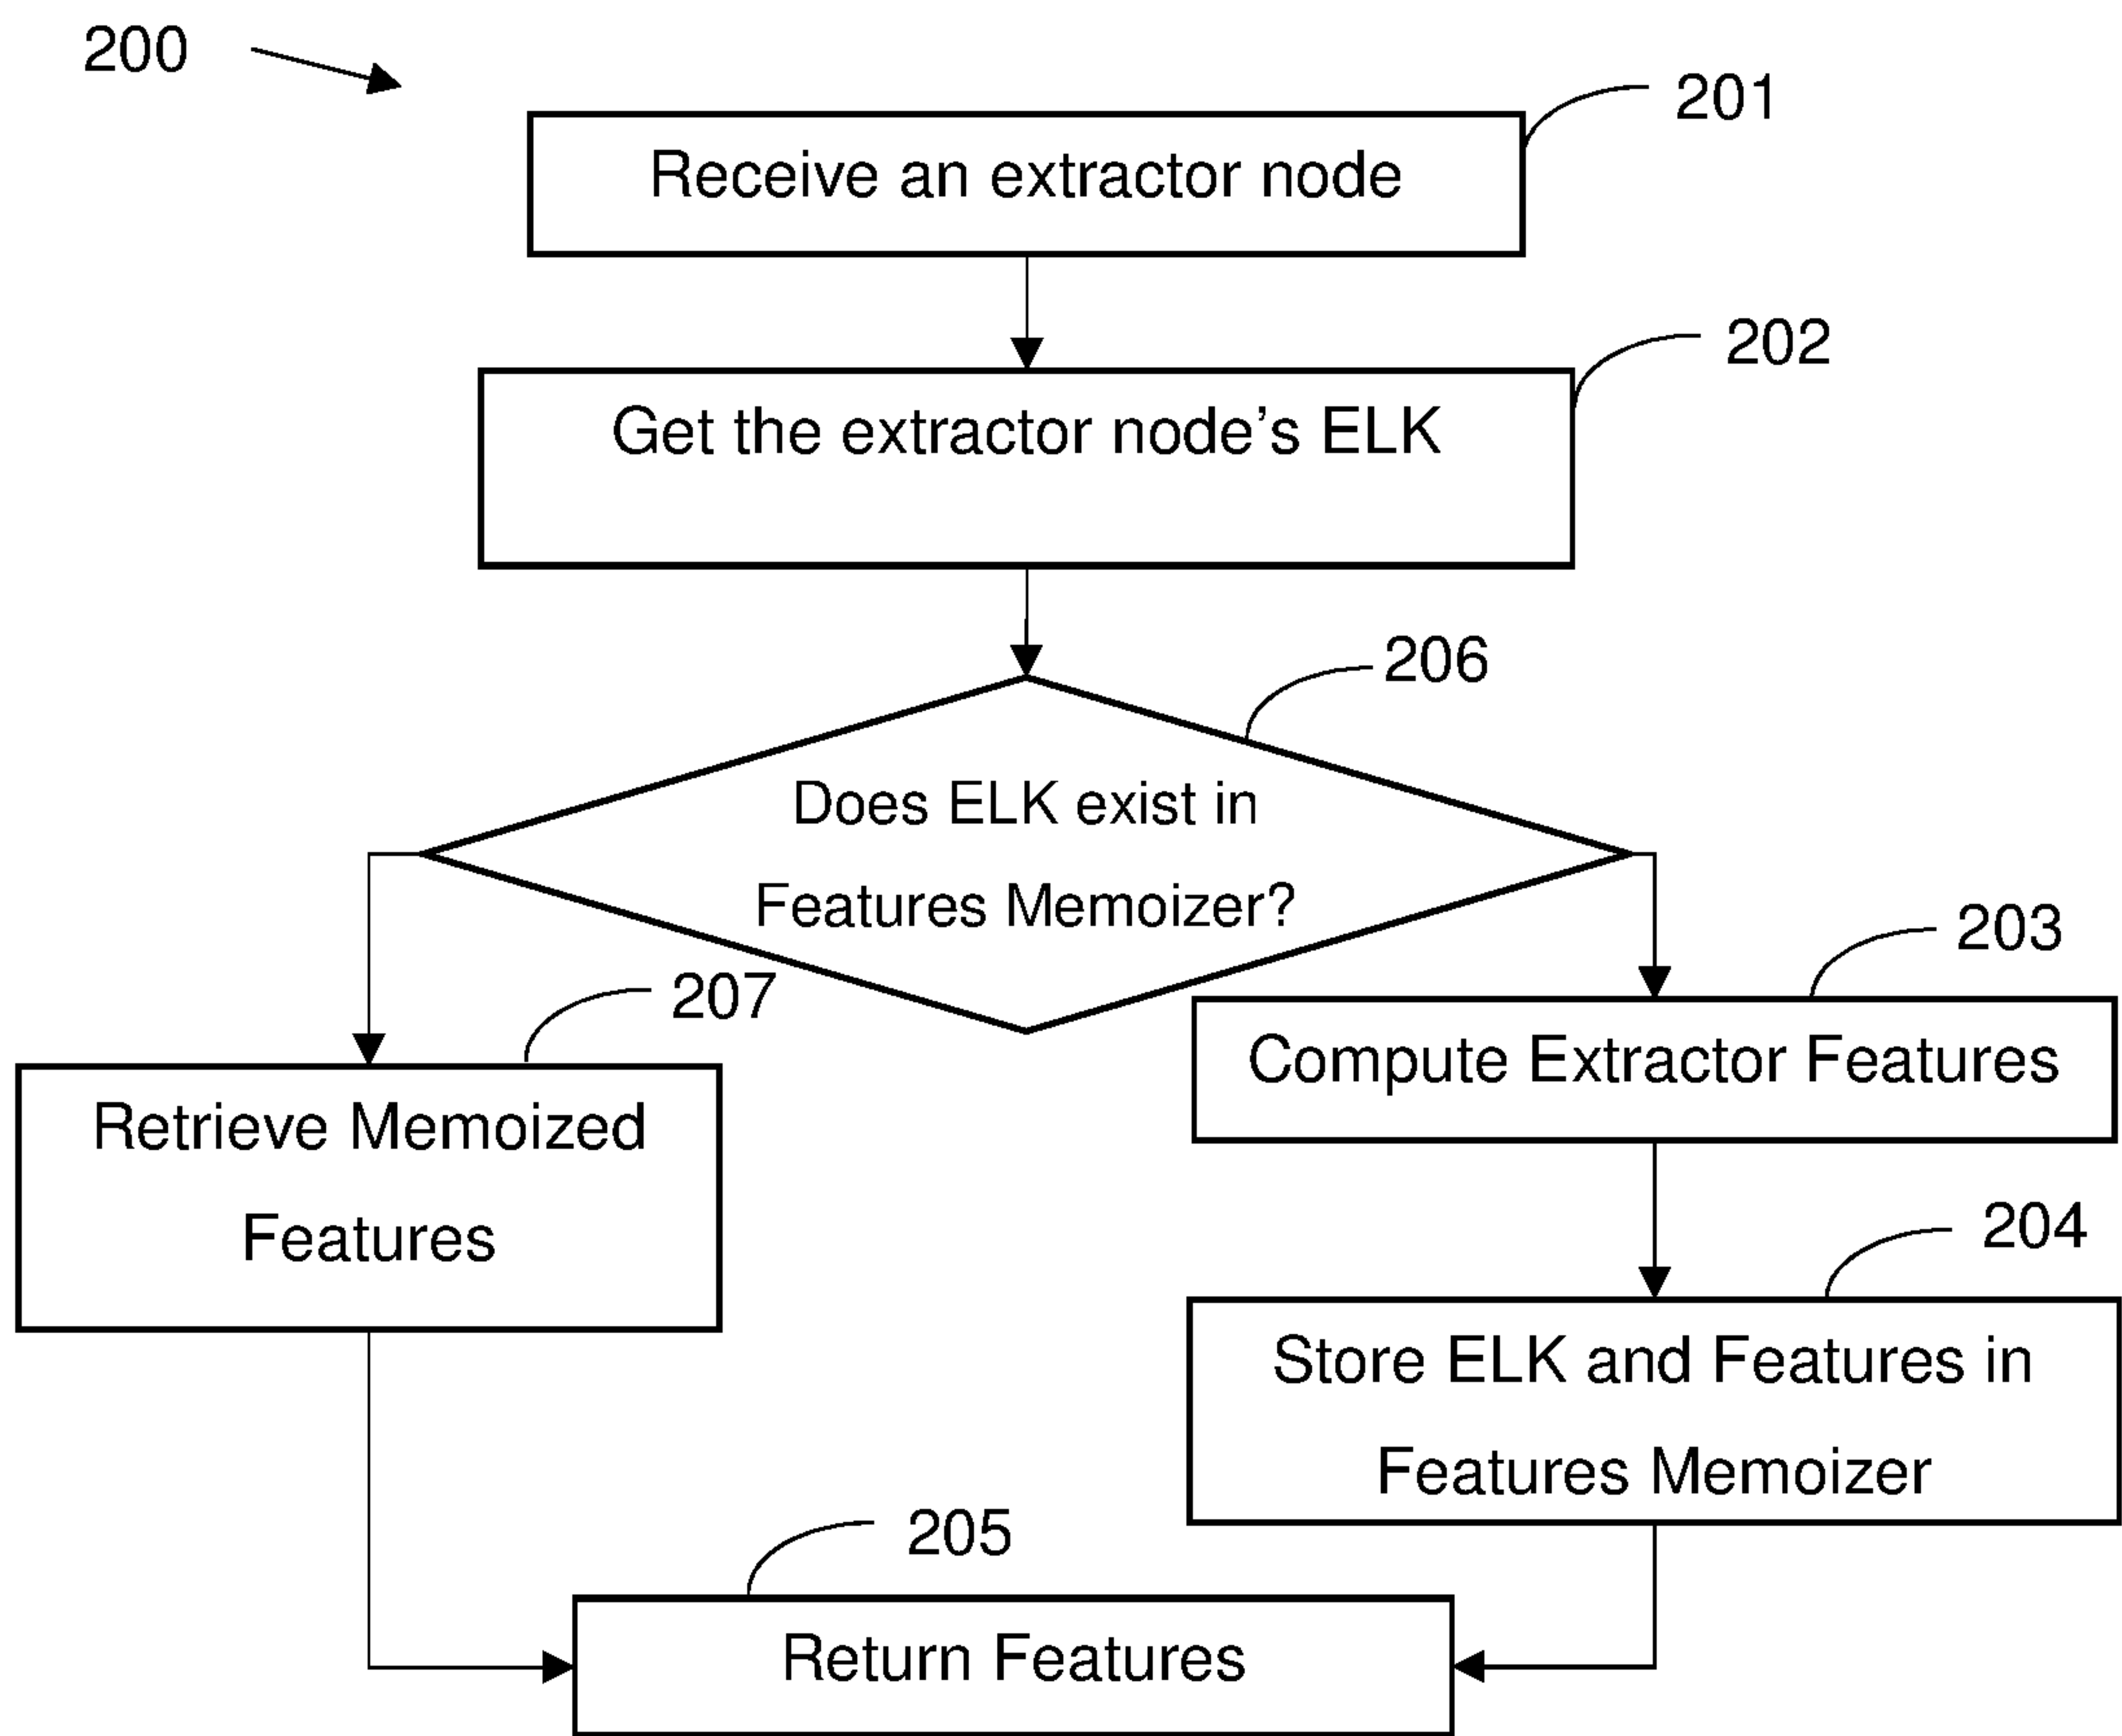 200
201
Receive an extractor node
202
Get the extractor node's ELK
206
Does ELK exist in
Features Memoizer?
203
207
Compute Extractor Features
Retrieve Memoized
Features
204
Store ELK and Features in
Features Memoizer
205
Return Features